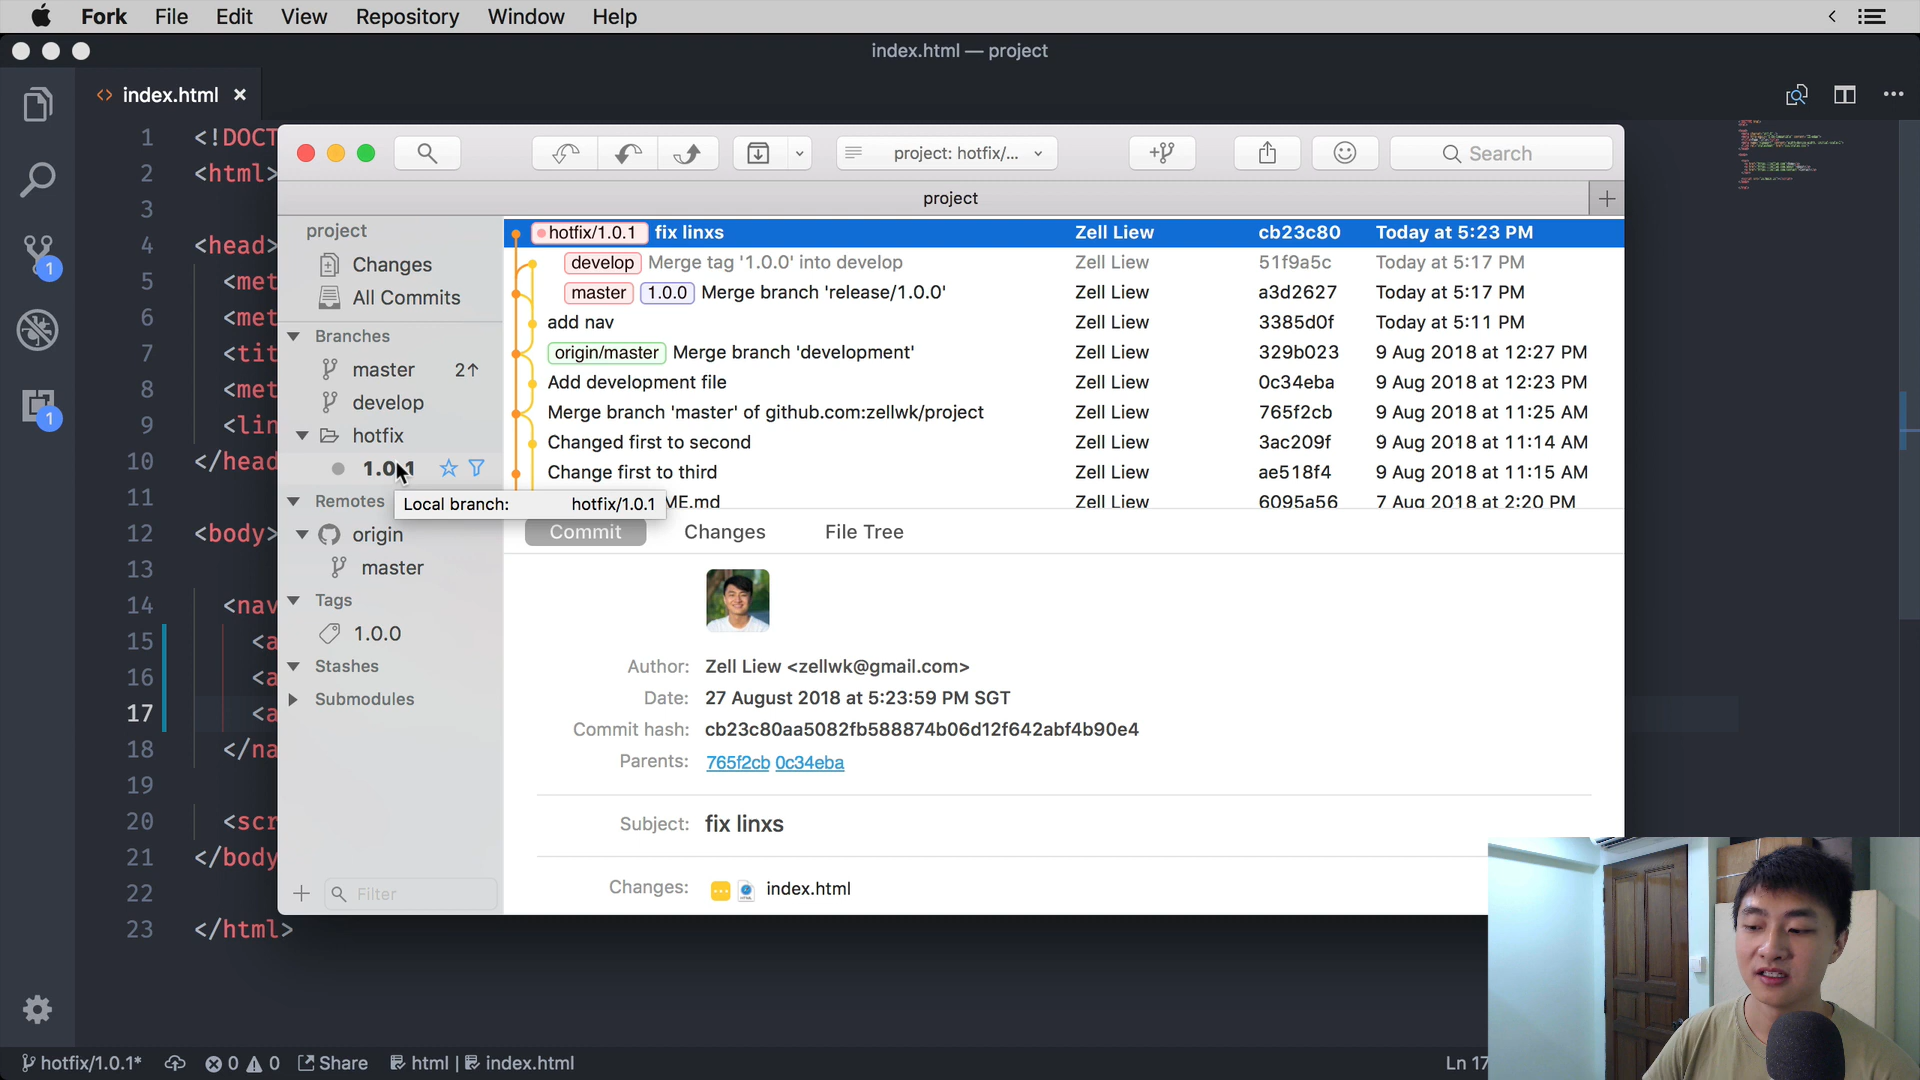 Fork File Edit View Repository Window Help
index.html — project
index.html
project: hotfix/...
Search
project
1 <!DOCT
2 <html>
3
4 <head>
5 <met
6 <met
7 <tit
8 <met
9 <lin
10 </head
11
12 <body>
13
14 <nav
15 <a
16 <a
17 <a
18 </na
19
20 <scr
21 </body
22
23 </html>
project
Changes
All Commits
Branches
master 2↑
develop
hotfix
1.0.1
Remotes
origin
master
Tags
1.0.0
Stashes
Submodules
Filter
Local branch: hotfix/1.0.1
hotfix/1.0.1 fix linxs Zell Liew cb23c80 Today at 5:23 PM
develop Merge tag '1.0.0' into develop Zell Liew 51f9a5c Today at 5:17 PM
master 1.0.0 Merge branch 'release/1.0.0' Zell Liew a3d2627 Today at 5:17 PM
add nav Zell Liew 3385d0f Today at 5:11 PM
origin/master Merge branch 'development' Zell Liew 329b023 9 Aug 2018 at 12:27 PM
Add development file Zell Liew 0c34eba 9 Aug 2018 at 12:23 PM
Merge branch 'master' of github.com:zellwk/project Zell Liew 765f2cb 9 Aug 2018 at 11:25 AM
Changed first to second Zell Liew 3ac209f 9 Aug 2018 at 11:14 AM
Change first to third Zell Liew ae518f4 9 Aug 2018 at 11:15 AM
ME.md Zell Liew 6095a56 7 Aug 2018 at 2:20 PM
Commit Changes File Tree
Author: Zell Liew <zellwk@gmail.com>
Date: 27 August 2018 at 5:23:59 PM SGT
Commit hash: cb23c80aa5082fb588874b06d12f642abf4b90e4
Parents: 765f2cb 0c34eba
Subject: fix linxs
Changes: index.html
1
1
hotfix/1.0.1* 0 0 Share html | index.html
Ln 17